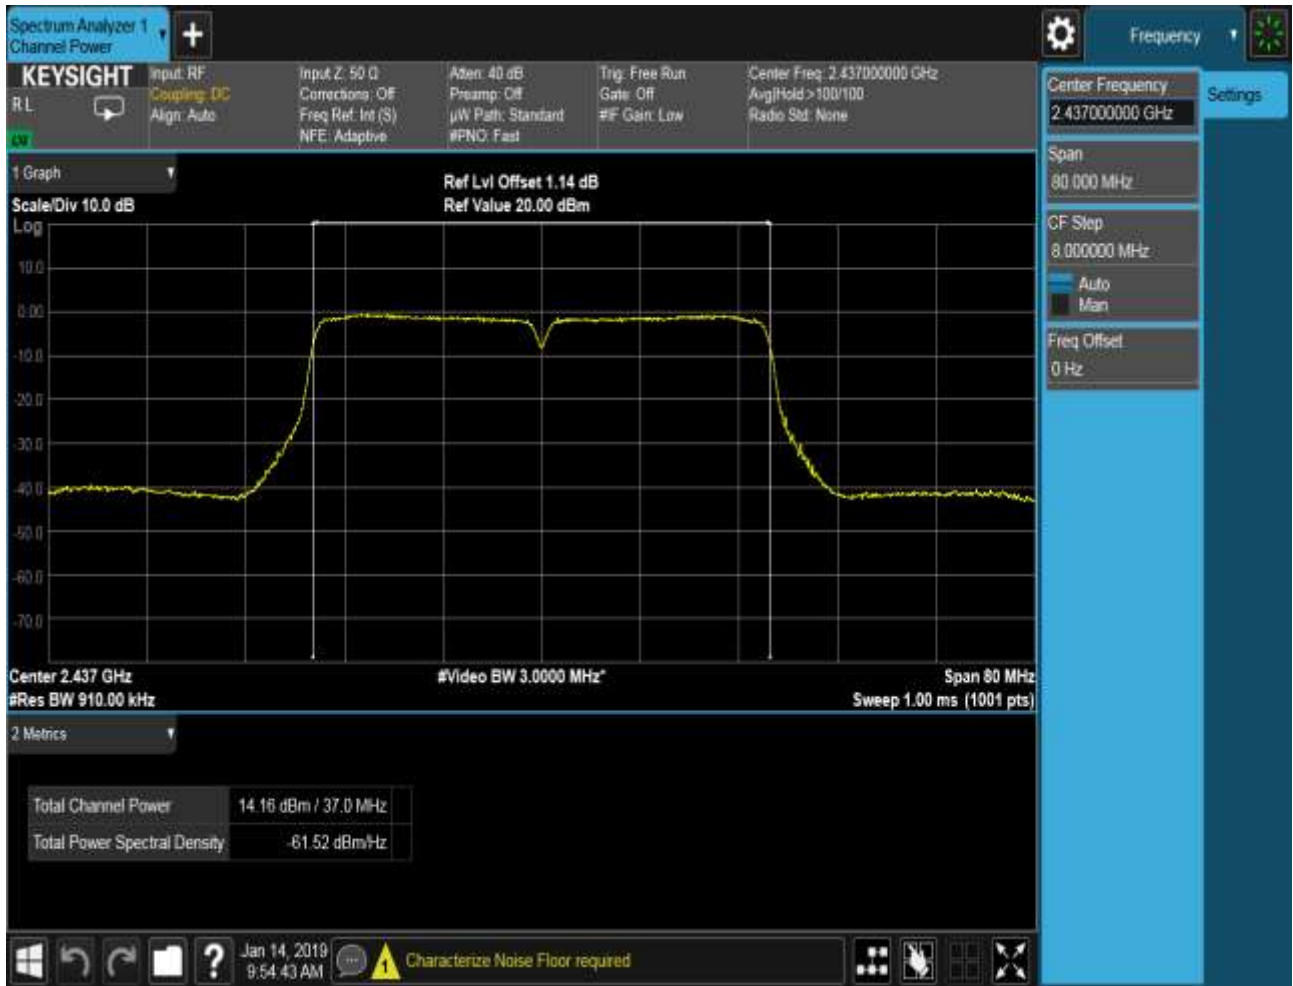 Spectrum Analyzer 1
Channel Power
Frequency
KEYSIGHT
R L
Input: RF
Coupling: DC
Align: Auto
Input Z: 50 Ω
Corrections: Off
Freq Ref: Int (S)
NFE: Adaptive
Atten: 40 dB
Preamp: Off
µW Path: Standard
#PNO: Fast
Trig: Free Run
Gate: Off
#IF Gain: Low
Center Freq: 2.437000000 GHz
Avg|Hold:>100/100
Radio Std: None
Center Frequency
2.437000000 GHz
Settings
Span
80.000 MHz
CF Step
8.000000 MHz
Auto
Man
Freq Offset
0 Hz
1 Graph
Scale/Div 10.0 dB
Ref Lvl Offset 1.14 dB
Ref Value 20.00 dBm
Log
10.0
0.00
-10.0
-20.0
-30.0
-40.0
-50.0
-60.0
-70.0
Center 2.437 GHz
#Video BW 3.0000 MHz*
Span 80 MHz
#Res BW 910.00 kHz
Sweep 1.00 ms (1001 pts)
2 Metrics
Total Channel Power 14.16 dBm / 37.0 MHz
Total Power Spectral Density -61.52 dBm/Hz
Jan 14, 2019
9:54:43 AM
1
Characterize Noise Floor required